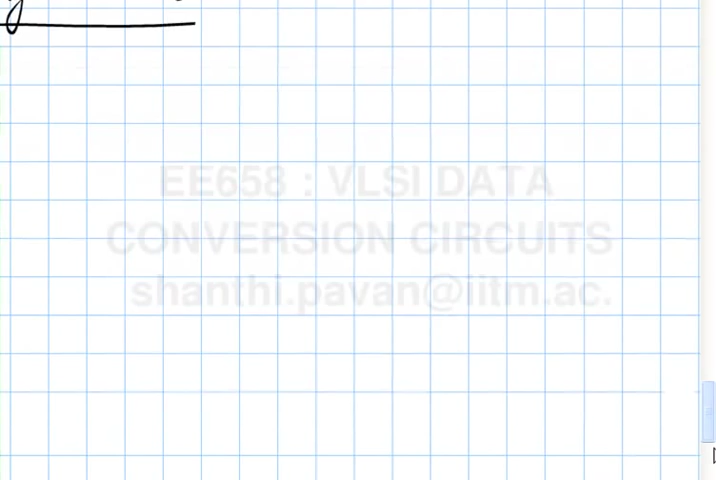 EE658 : VLSI DATA
CONVERSION CIRCUITS
shanthi.pavan@iitm.ac.